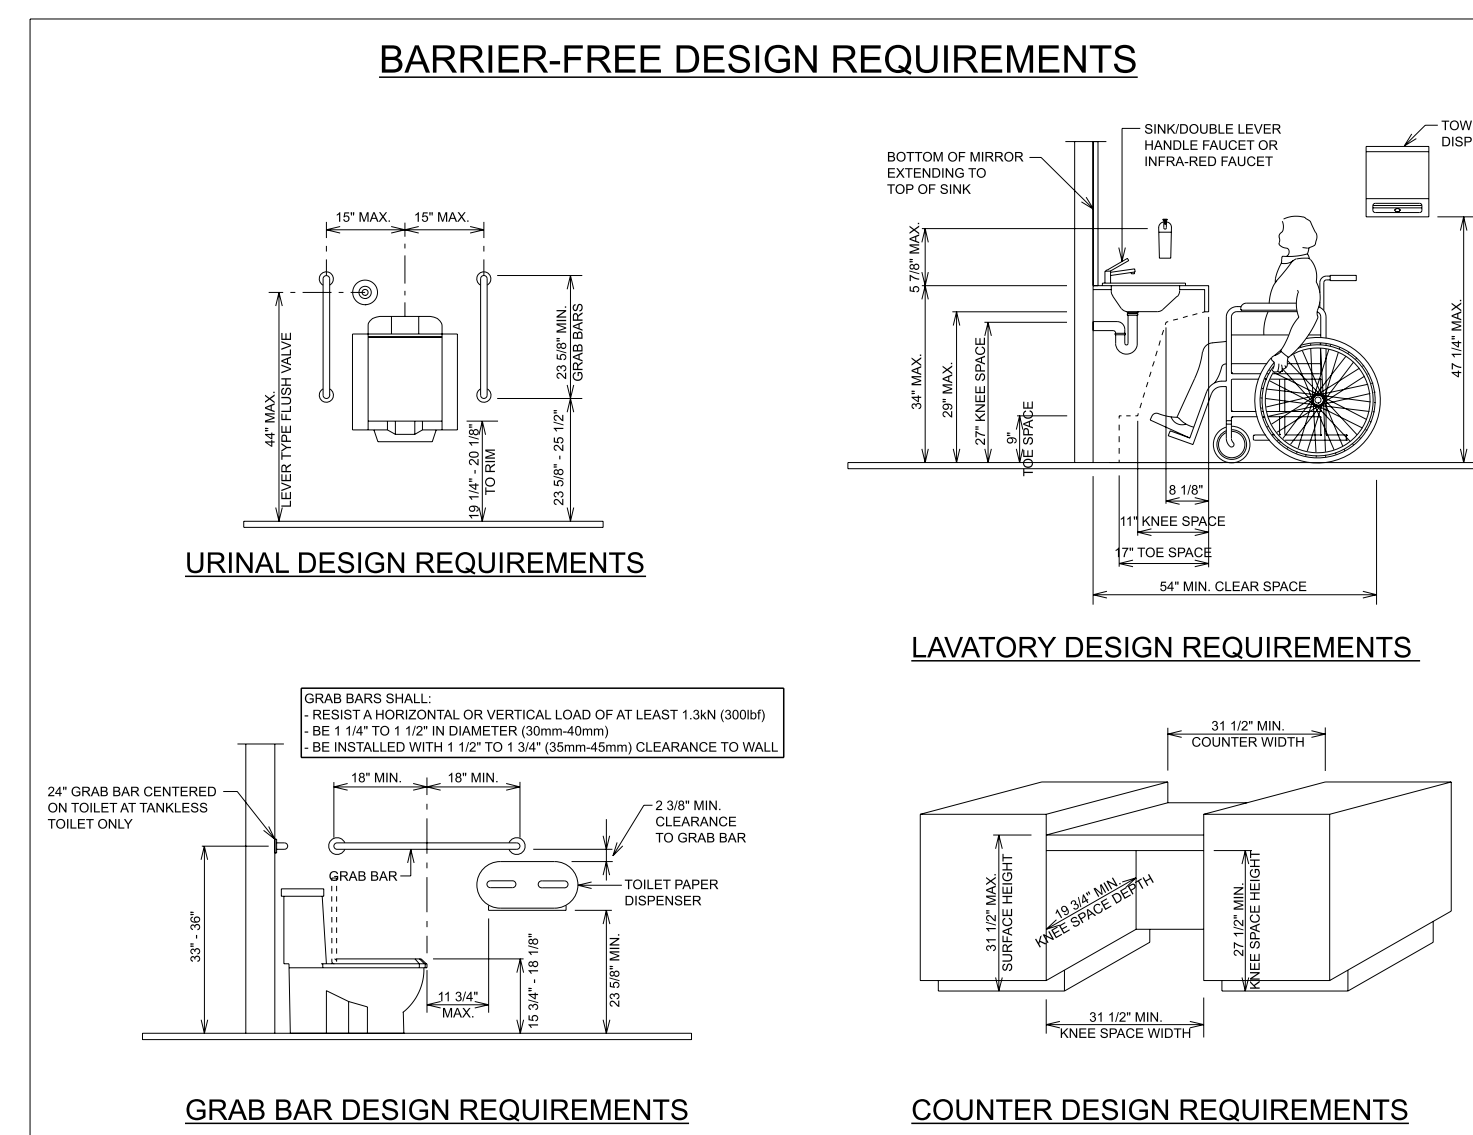 BARRIER-FREE DESIGN REQUIREMENTS
15" MAX.
15" MAX.
44" MAX.
LEVER TYPE FLUSH VALVE
23 5/8" MIN.
GRAB BARS
19 1/4" - 20 1/8"
TO RIM
23 5/8" - 25 1/2"
URINAL DESIGN REQUIREMENTS
BOTTOM OF MIRROR
EXTENDING TO
TOP OF SINK
SINK/DOUBLE LEVER
HANDLE FAUCET OR
INFRA-RED FAUCET
TOW
DISP
5 7/8" MAX.
34" MAX.
29" MAX.
27" KNEE SPACE
9"
TOE SPACE
47 1/4" MAX.
8 1/8"
11" KNEE SPACE
17" TOE SPACE
54" MIN. CLEAR SPACE
LAVATORY DESIGN REQUIREMENTS
GRAB BARS SHALL:
- RESIST A HORIZONTAL OR VERTICAL LOAD OF AT LEAST 1.3kN (300lbf)
- BE 1 1/4" TO 1 1/2" IN DIAMETER (30mm-40mm)
- BE INSTALLED WITH 1 1/2" TO 1 3/4" (35mm-45mm) CLEARANCE TO WALL
18" MIN.
18" MIN.
24" GRAB BAR CENTERED
ON TOILET AT TANKLESS
TOILET ONLY
2 3/8" MIN.
CLEARANCE
TO GRAB BAR
GRAB BAR
TOILET PAPER
DISPENSER
33" - 36"
11 3/4"
MAX.
15 3/4" - 18 1/8"
23 5/8" MIN.
GRAB BAR DESIGN REQUIREMENTS
31 1/2" MIN.
COUNTER WIDTH
31 1/2" MAX.
SURFACE HEIGHT
19 3/4" MIN.
KNEE SPACE DEPTH
27 1/2" MIN.
KNEE SPACE HEIGHT
31 1/2" MIN.
KNEE SPACE WIDTH
COUNTER DESIGN REQUIREMENTS